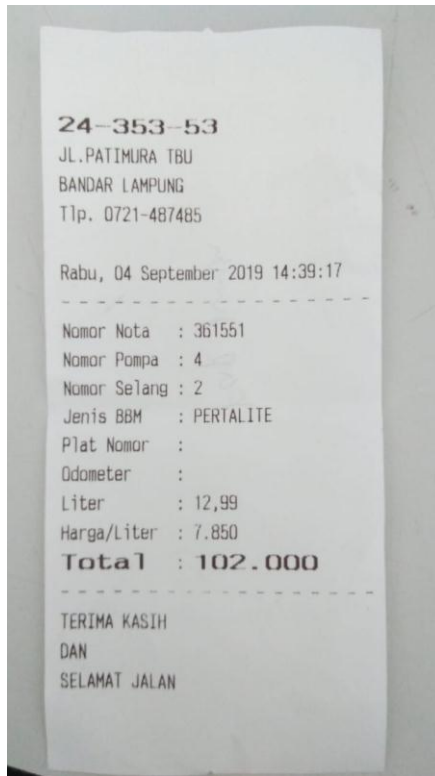 24-353-53
JL.PATIMURA TBU
BANDAR LAMPUNG
Tlp. 0721-487485
Rabu, 04 September 2019 14:39:17
Nomor Nota : 361551
Nomor Pompa : 4
Nomor Selang : 2
Jenis BBM : PERTALITE
Plat Nomor :
Odometer :
Liter : 12,99
Harga/Liter : 7.850
Total : 102.000
TERIMA KASIH
DAN
SELAMAT JALAN